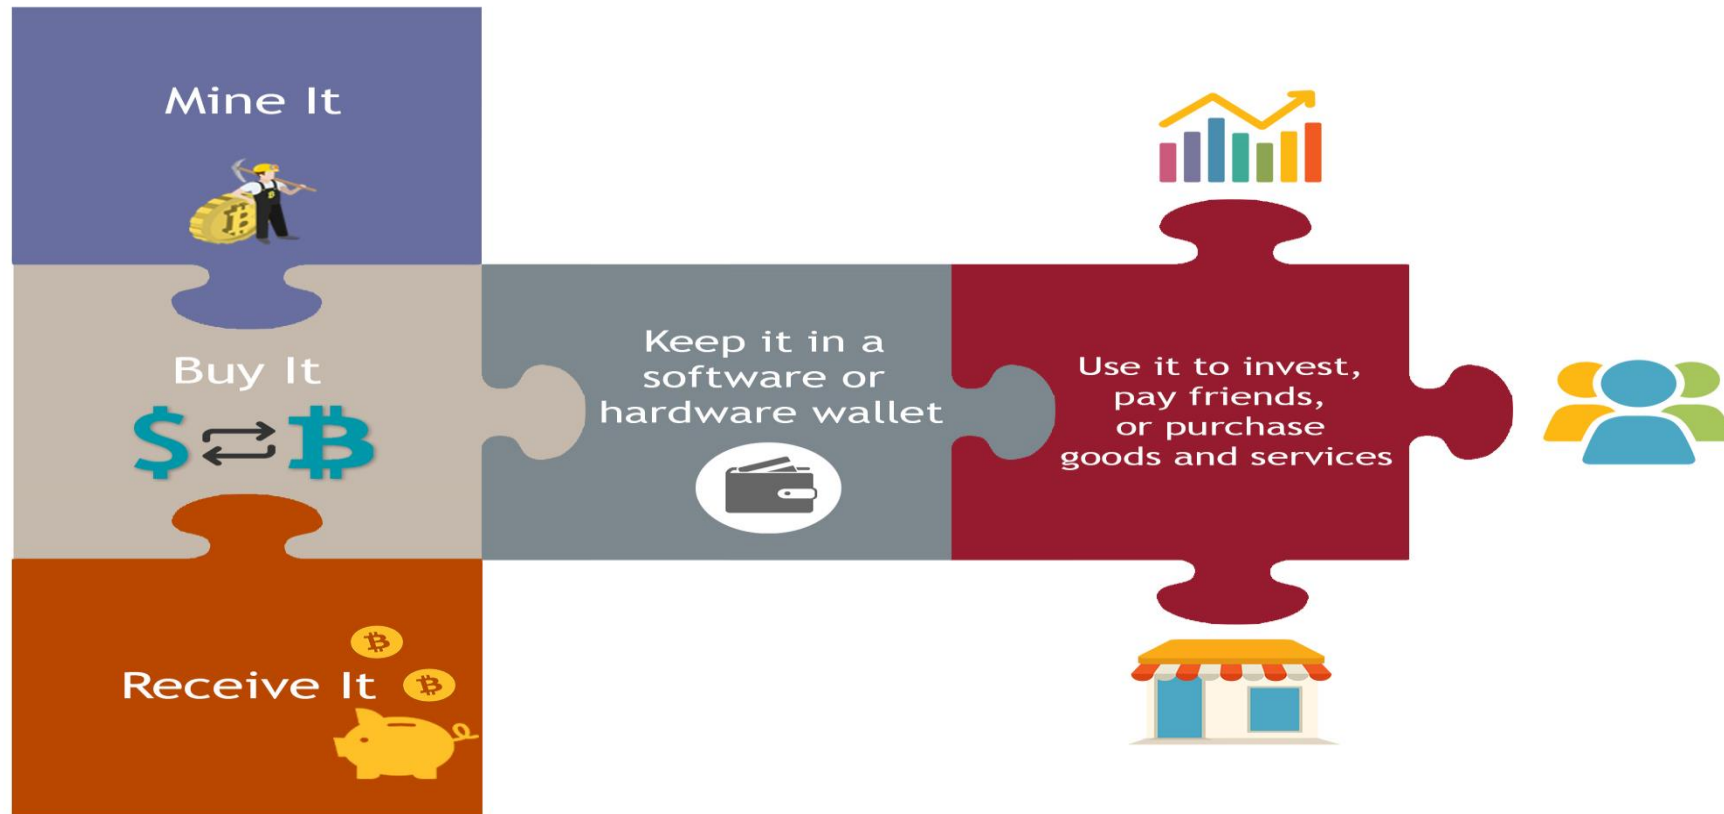 Mine It
Buy It
Receive It
Keep it in a
software or
hardware wallet
Use it to invest,
pay friends,
or purchase
goods and services